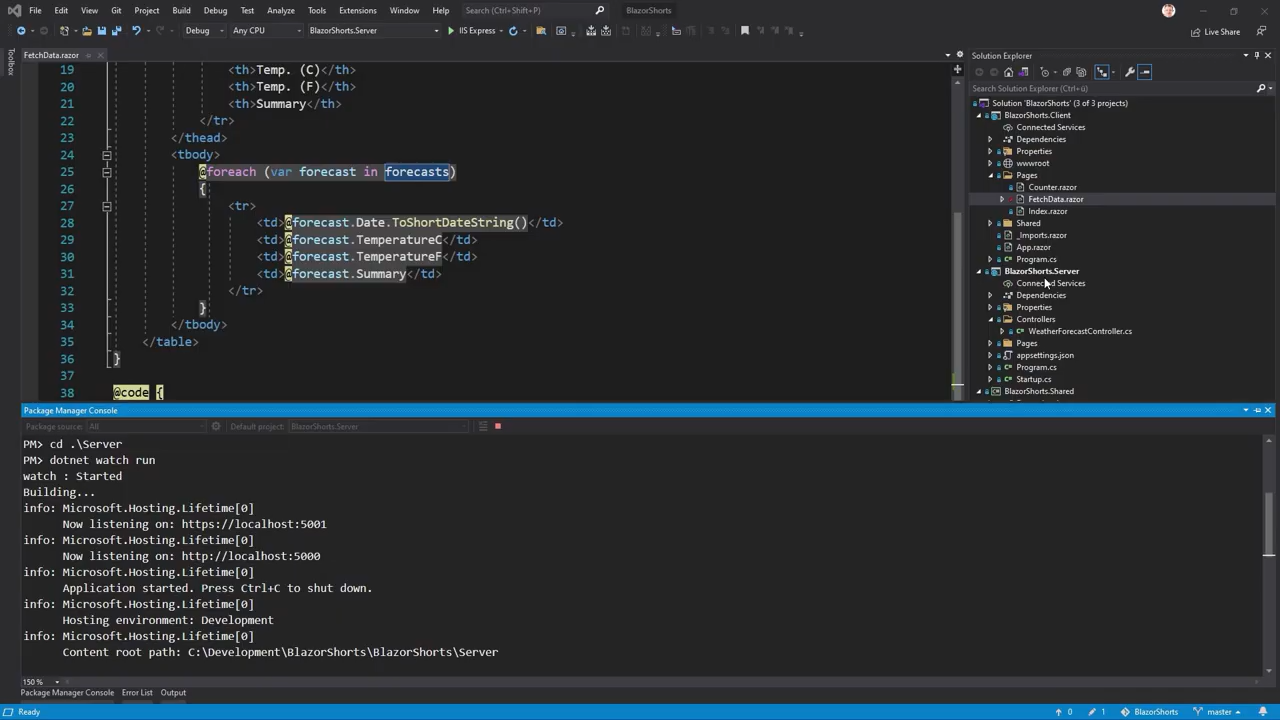 File Edit View Git Project Build Debug Test Analyze Tools Extensions Window Help Search (Ctrl+Q) BlazorShorts
Debug Any CPU BlazorShorts.Server IIS Express Live Share
Toolbox
FetchData.razor
19 <th>Temp. (C)</th>
20 <th>Temp. (F)</th>
21 <th>Summary</th>
22 </tr>
23 </thead>
24 <tbody>
25 @foreach (var forecast in forecasts)
26 {
27 <tr>
28 <td>@forecast.Date.ToShortDateString()</td>
29 <td>@forecast.TemperatureC</td>
30 <td>@forecast.TemperatureF</td>
31 <td>@forecast.Summary</td>
32 </tr>
33 }
34 </tbody>
35 </table>
36 }
37
38 @code {
Solution Explorer
Search Solution Explorer (Ctrl+ü)
Solution 'BlazorShorts' (3 of 3 projects)
BlazorShorts.Client
Connected Services
Dependencies
Properties
wwwroot
Pages
Counter.razor
FetchData.razor
Index.razor
Shared
_Imports.razor
App.razor
Program.cs
BlazorShorts.Server
Connected Services
Dependencies
Properties
Controllers
WeatherForecastController.cs
Pages
appsettings.json
Program.cs
Startup.cs
BlazorShorts.Shared
Package Manager Console
Package source: All Default project: BlazorShorts.Server
PM> cd .\Server
PM> dotnet watch run
watch : Started
Building...
info: Microsoft.Hosting.Lifetime[0]
Now listening on: https://localhost:5001
info: Microsoft.Hosting.Lifetime[0]
Now listening on: http://localhost:5000
info: Microsoft.Hosting.Lifetime[0]
Application started. Press Ctrl+C to shut down.
info: Microsoft.Hosting.Lifetime[0]
Hosting environment: Development
info: Microsoft.Hosting.Lifetime[0]
Content root path: C:\Development\BlazorShorts\BlazorShorts\Server
150 %
Package Manager Console Error List Output
Ready 0 1 BlazorShorts master